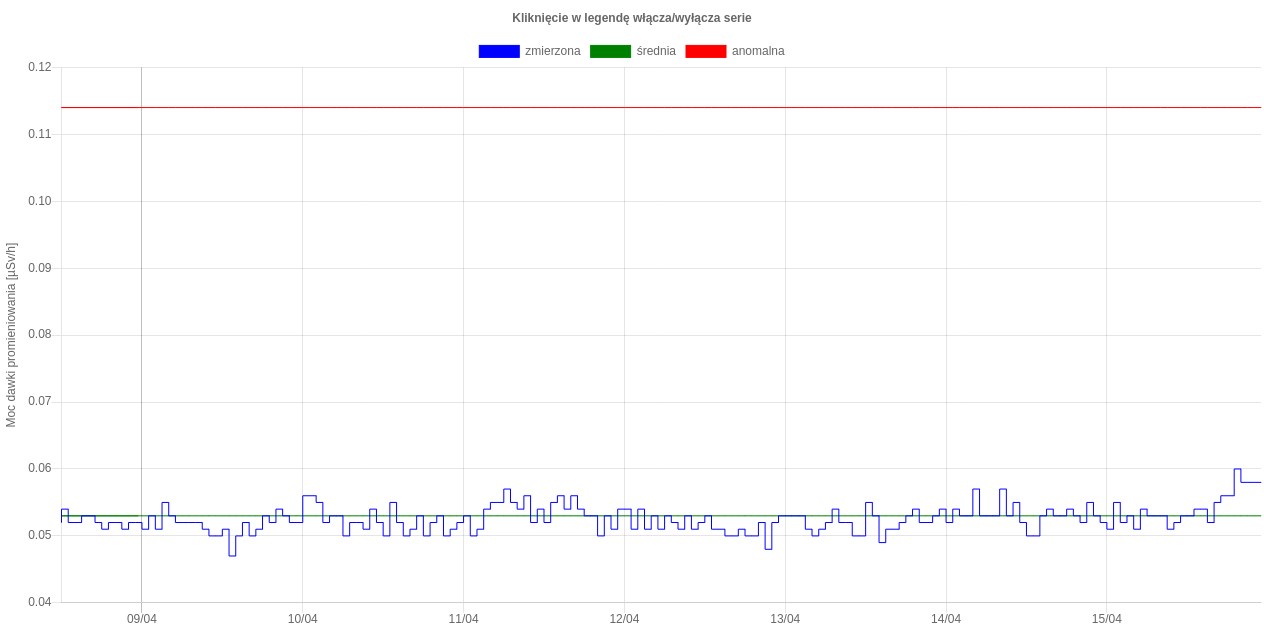 Kliknięcie w legendę włącza/wyłącza serie
zmierzona średnia anomalna
Moc dawki promieniowania [µSv/h]
0.12
0.11
0.10
0.09
0.08
0.07
0.06
0.05
0.04
09/04 10/04 11/04 12/04 13/04 14/04 15/04